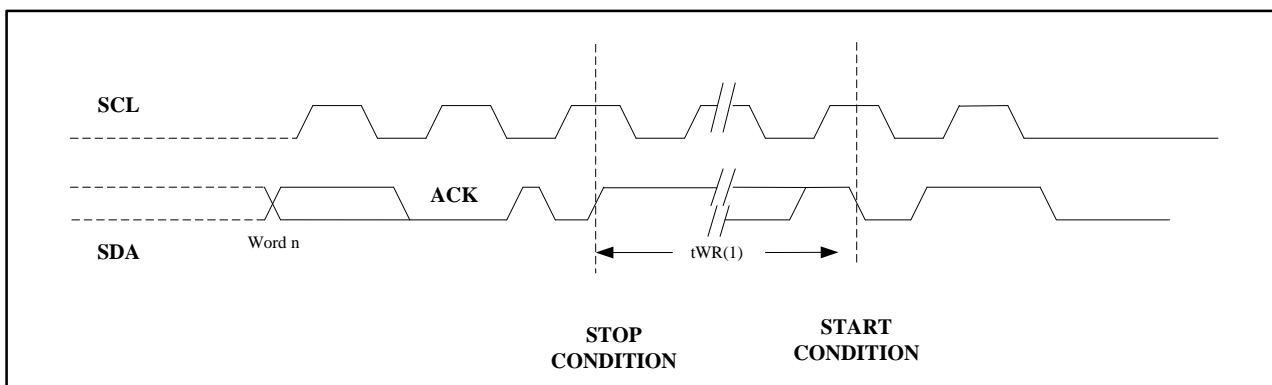 SCL
ACK
Word n
SDA
tWR(1)
STOP
CONDITION
START
CONDITION